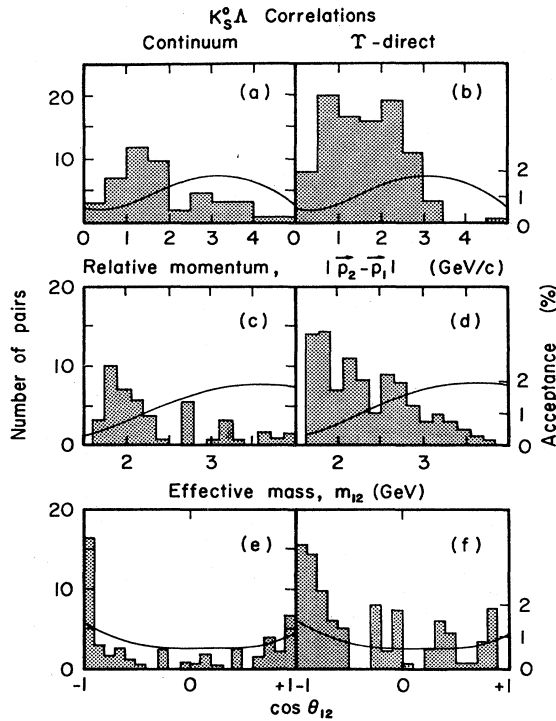 K⁰ₛΛ Correlations
Continuum ϒ-direct
20 (a) (b)
10 2
1
0 1 2 3 4 0 1 2 3 4 0
Relative momentum, |p⃗₂-p⃗₁| (GeV/c)
Number of pairs
Acceptance (%)
20 (c) (d)
10 2
1
0 0
2 3 2 3
Effective mass, m₁₂ (GeV)
20 (e) (f)
10 2
1
0 0
-1 0 +1 -1 0 +1
cos θ₁₂